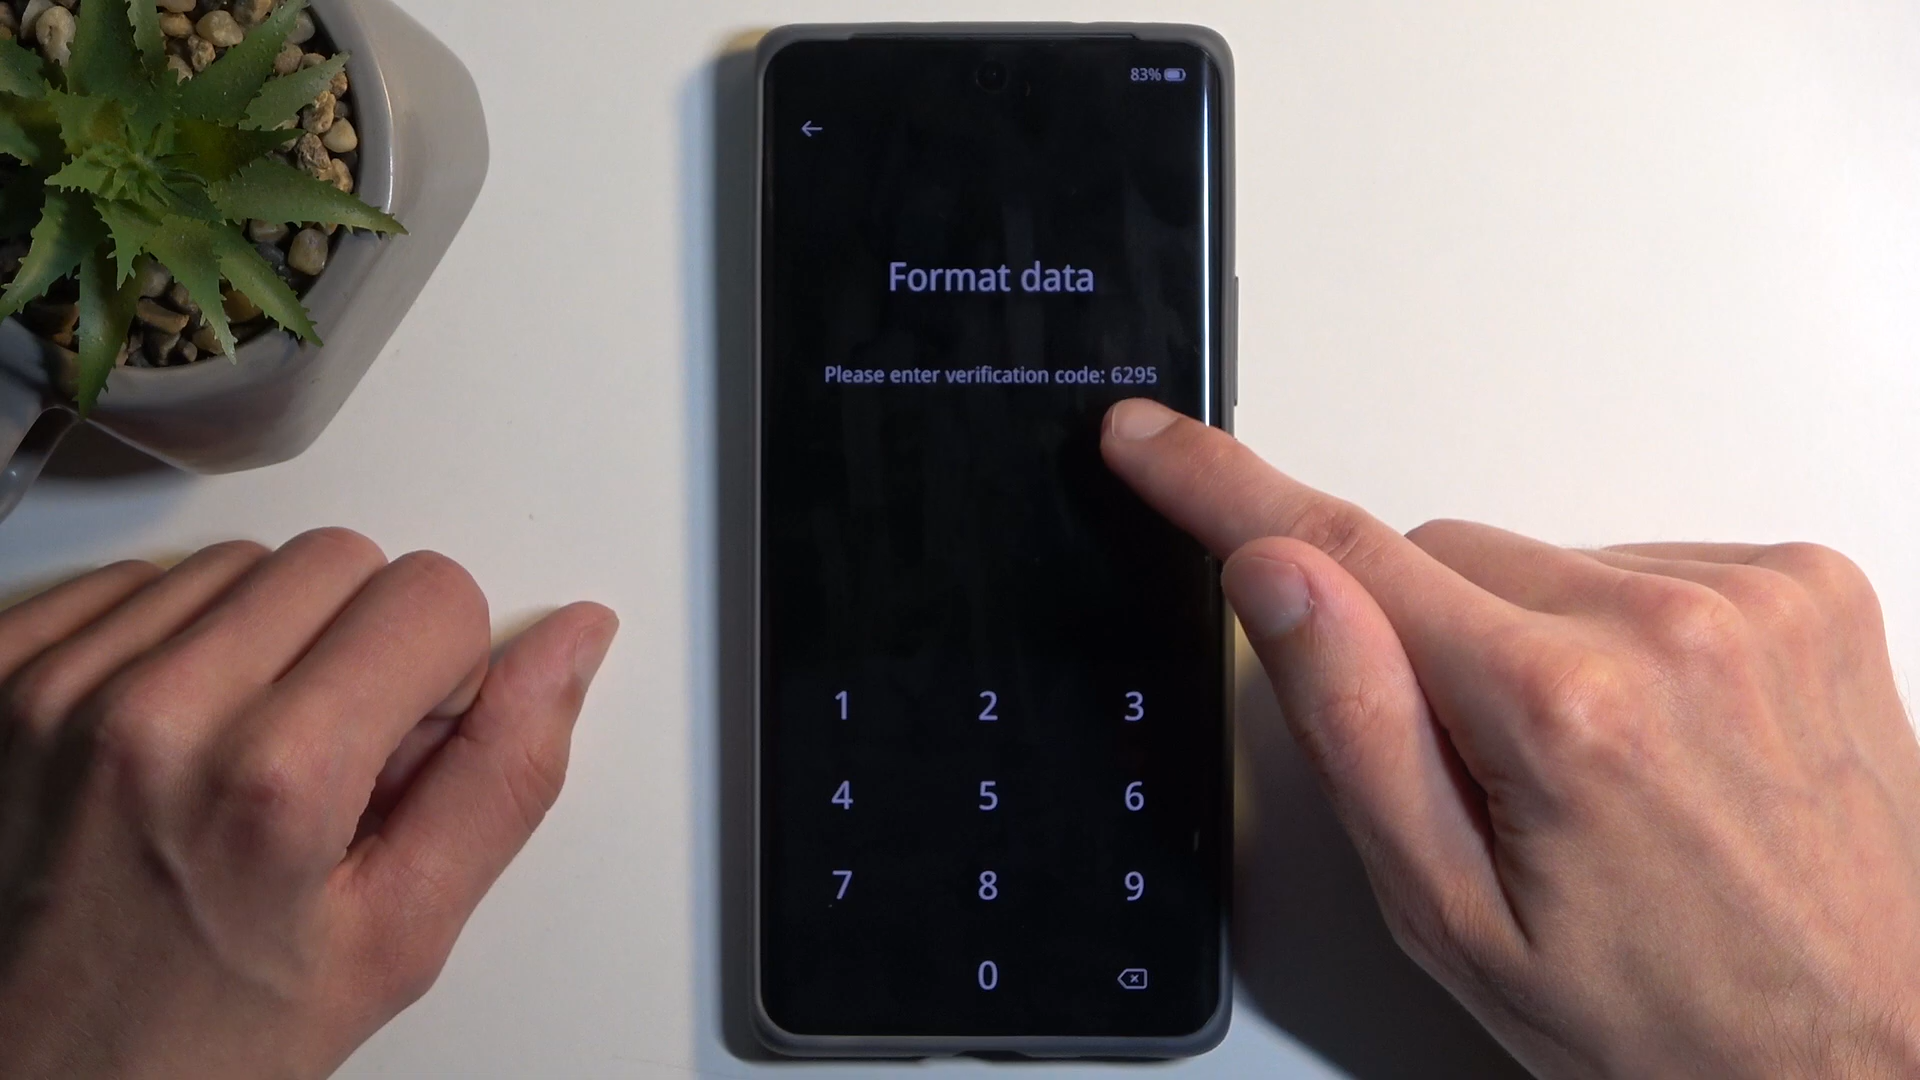 83%
Format data
Please enter verification code: 6295
1 2 3
4 5 6
7 8 9
0